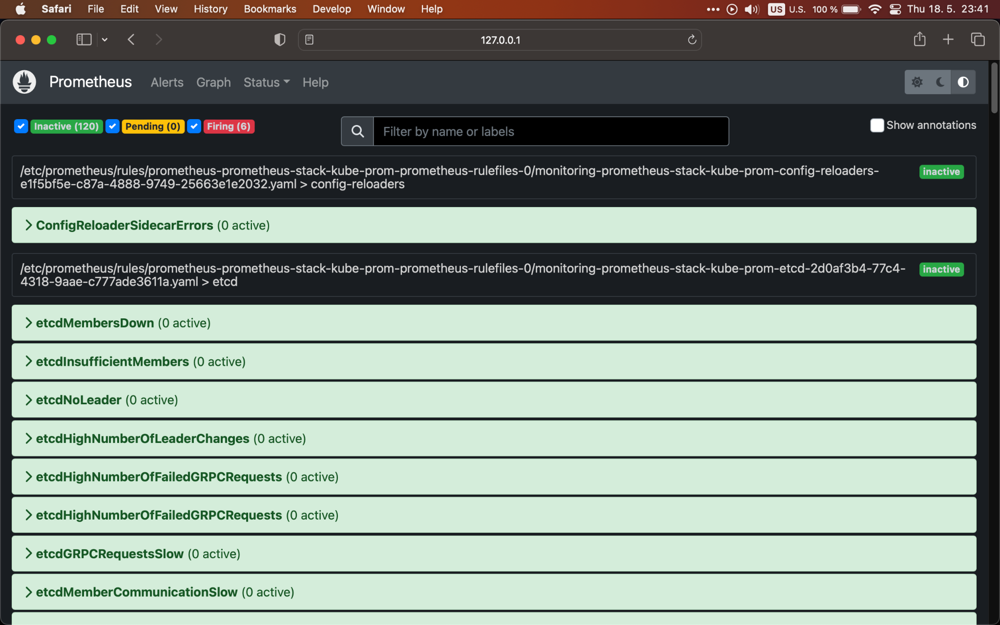 Safari File Edit View History Bookmarks Develop Window Help ••• US U.S. 100 % Thu 18. 5. 23:41
127.0.0.1
Prometheus Alerts Graph Status Help
Inactive (120) Pending (0) Firing (6) Filter by name or labels Show annotations
/etc/prometheus/rules/prometheus-prometheus-stack-kube-prom-prometheus-rulefiles-0/monitoring-prometheus-stack-kube-prom-config-reloaders- inactive
e1f5bf5e-c87a-4888-9749-25663e1e2032.yaml > config-reloaders
ConfigReloaderSidecarErrors (0 active)
/etc/prometheus/rules/prometheus-prometheus-stack-kube-prom-prometheus-rulefiles-0/monitoring-prometheus-stack-kube-prom-etcd-2d0af3b4-77c4- inactive
4318-9aae-c777ade3611a.yaml > etcd
etcdMembersDown (0 active)
etcdInsufficientMembers (0 active)
etcdNoLeader (0 active)
etcdHighNumberOfLeaderChanges (0 active)
etcdHighNumberOfFailedGRPCRequests (0 active)
etcdHighNumberOfFailedGRPCRequests (0 active)
etcdGRPCRequestsSlow (0 active)
etcdMemberCommunicationSlow (0 active)